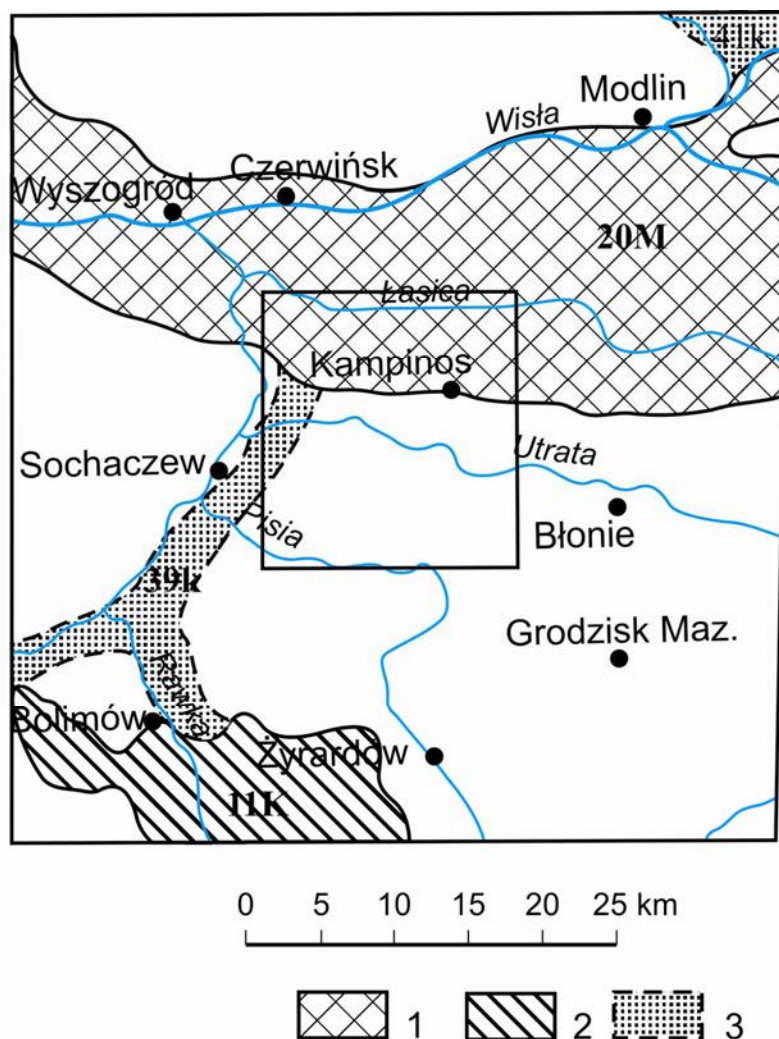 41k
Modlin
Wisła
Czerwińsk
Wyszogród
20M
Łasica
Kampinos
Sochaczew
Utrata
Pisia
Błonie
39k
Grodzisk Maz.
Rawka
Bolimów
Żyrardów
11K
0 5 10 15 20 25 km
1 2 3